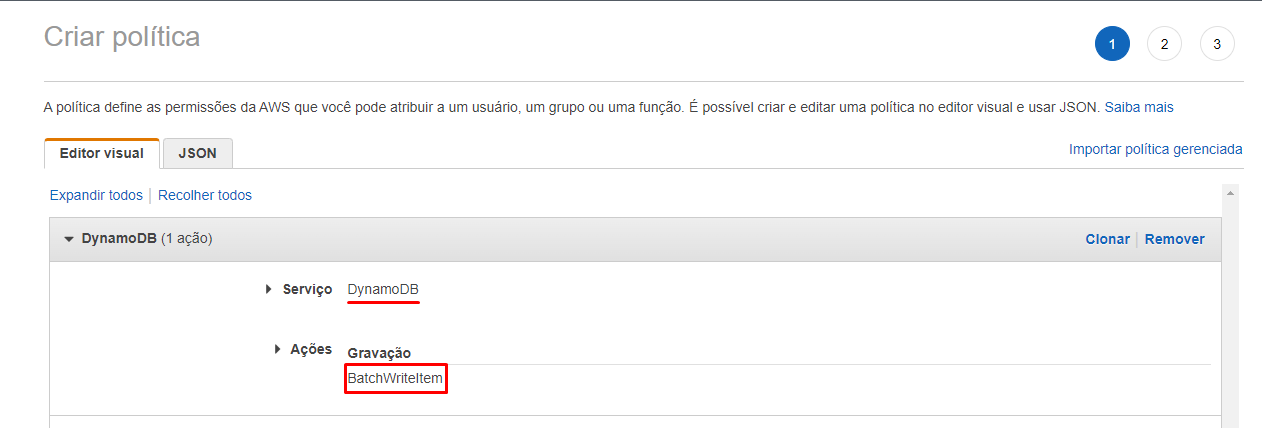 Criar política
1 2 3
A política define as permissões da AWS que você pode atribuir a um usuário, um grupo ou uma função. É possível criar e editar uma política no editor visual e usar JSON. Saiba mais
Editor visual JSON
Importar política gerenciada
Expandir todos | Recolher todos
DynamoDB (1 ação) Clonar | Remover
Serviço DynamoDB
Ações Gravação
BatchWriteItem